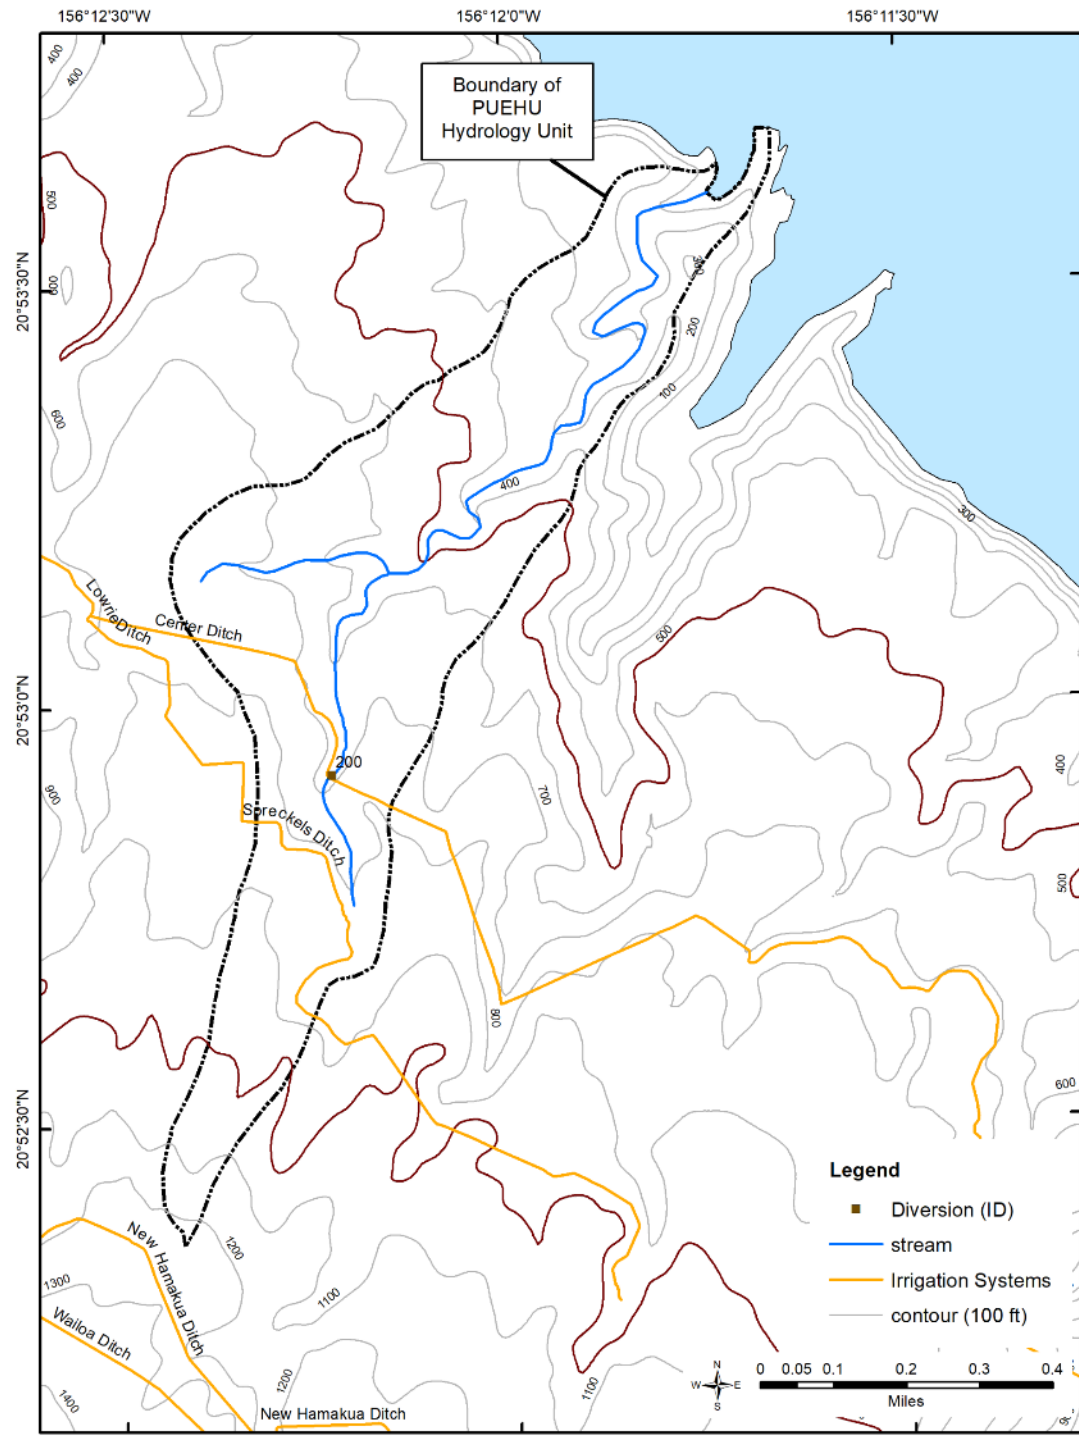 156°12'30"W
156°12'0"W
156°11'30"W
400
400
Boundary of
PUEHU
Hydrology Unit
500
600
20°53'30"N
200
100
600
400
300
Lowrie Ditch
Center Ditch
500
20°53'0"N
200
400
900
700
Spreckels Ditch
500
800
600
20°52'30"N
Legend
Diversion (ID)
stream
Irrigation Systems
contour (100 ft)
New Hamakua Ditch
1200
1300
1100
Wailoa Ditch
1200
1100
1400
New Hamakua Ditch
N
W
E
S
0 0.05 0.1 0.2 0.3 0.4
Miles